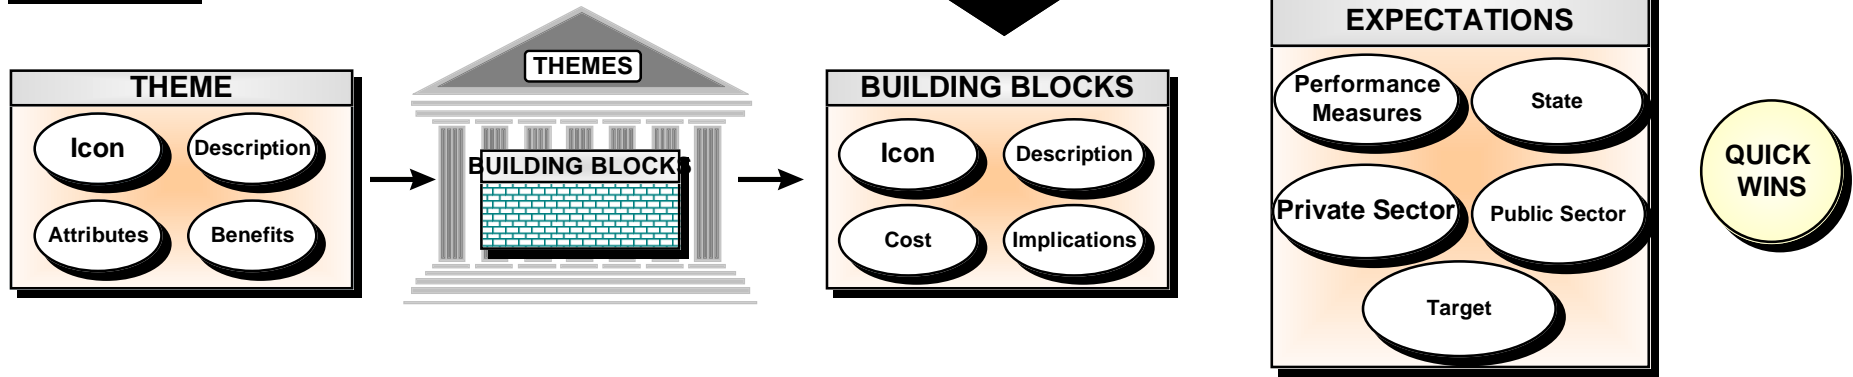 THEME
Icon
Description
Attributes
Benefits
THEMES
BUILDING BLOCKS
BUILDING BLOCKS
Icon
Description
Cost
Implications
EXPECTATIONS
Performance
Measures
State
Private Sector
Public Sector
Target
QUICK
WINS